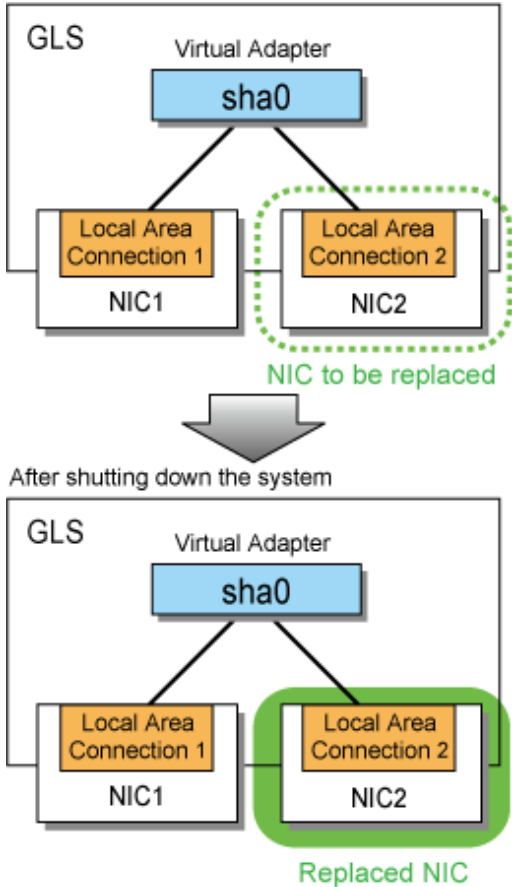 GLS
Virtual Adapter
sha0
Local Area
Connection 1
NIC1
Local Area
Connection 2
NIC2
NIC to be replaced
After shutting down the system
GLS
Virtual Adapter
sha0
Local Area
Connection 1
NIC1
Local Area
Connection 2
NIC2
Replaced NIC